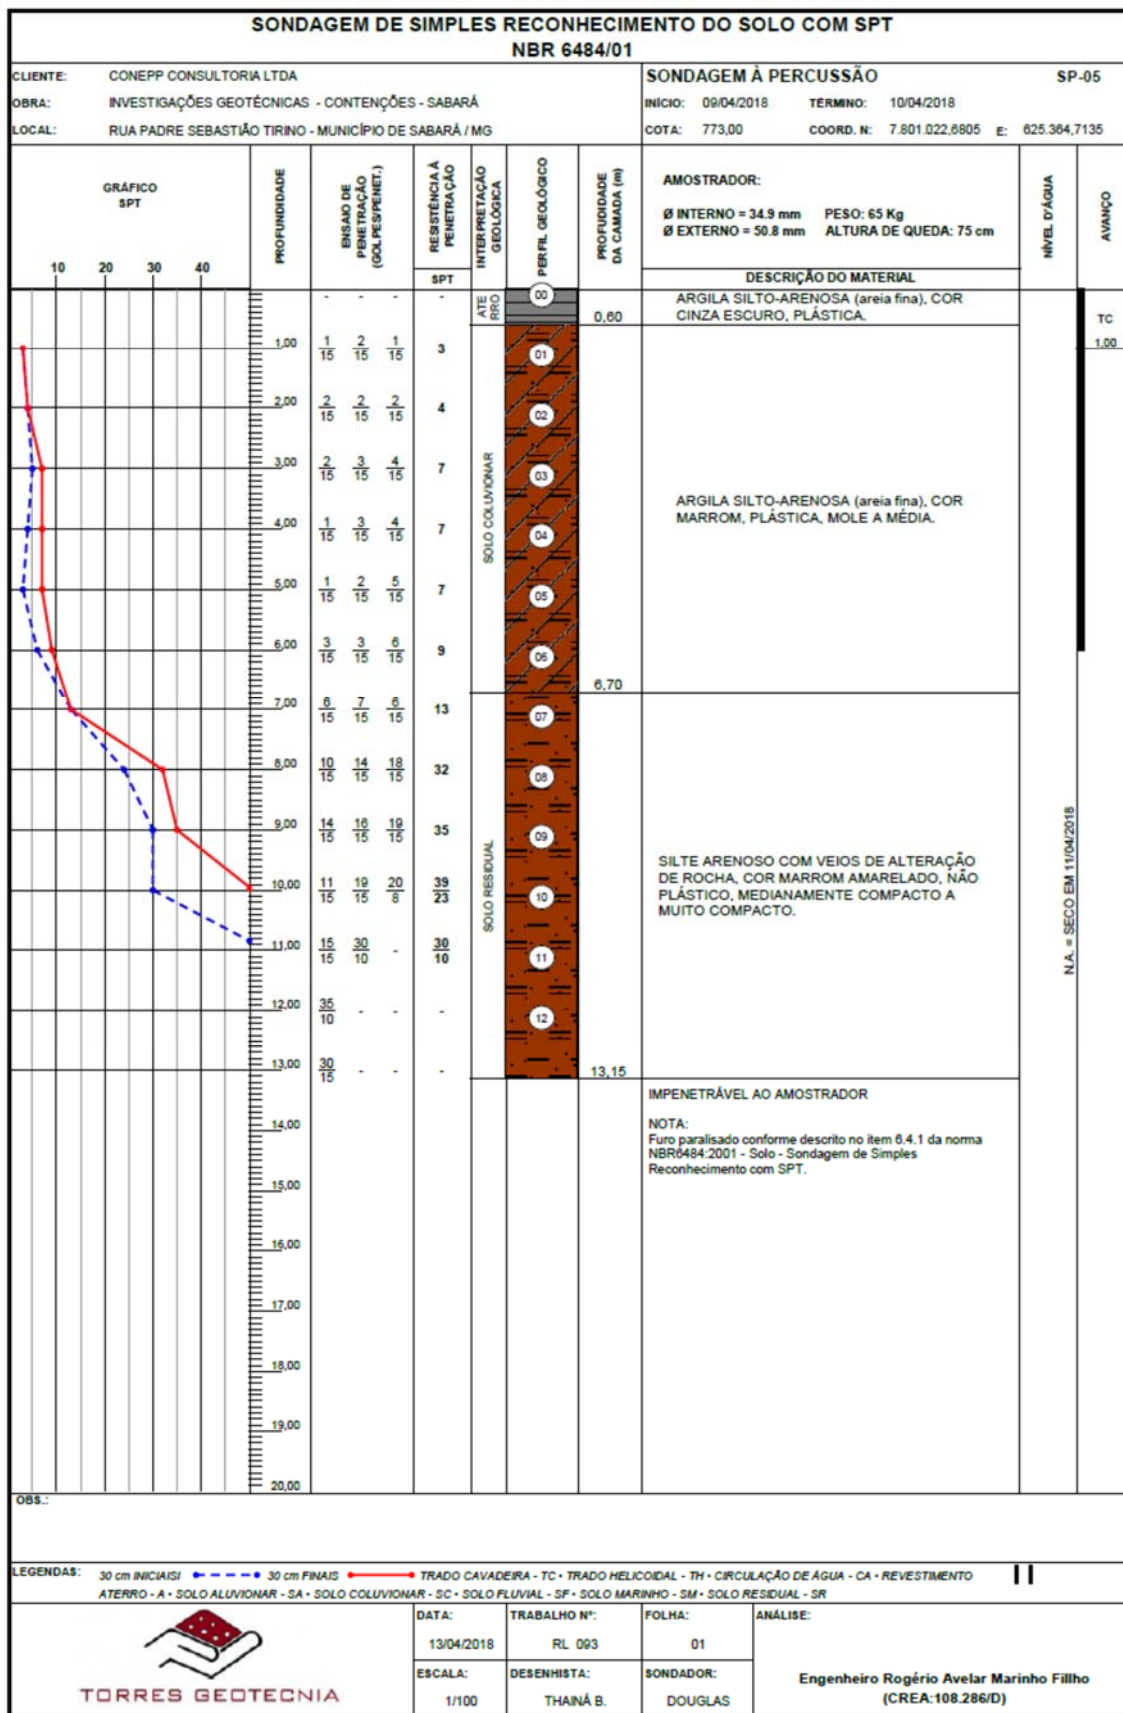 SONDAGEM DE SIMPLES RECONHECIMENTO DO SOLO COM SPT
NBR 6484/01
CLIENTE: CONEPP CONSULTORIA LTDA
OBRA: INVESTIGAÇÕES GEOTÉCNICAS - CONTENÇÕES - SABARÁ
LOCAL: RUA PADRE SEBASTIÃO TIRINO - MUNICÍPIO DE SABARÁ / MG
SONDAGEM À PERCUSSÃO SP-05
INÍCIO: 09/04/2018 TÉRMINO: 10/04/2018
COTA: 773,00 COORD. N: 7.801.022,6805 E: 625.364,7135
GRÁFICO
SPT
10 20 30 40
PROFUNDIDADE
ENSAIO DE
PENETRAÇÃO
(GOLPES/PENET.)
RESISTÊNCIA À
PENETRAÇÃO
SPT
INTERPRETAÇÃO
GEOLÓGICA
PERFIL GEOLÓGICO
PROFUDIDADE
DA CAMADA (m)
AMOSTRADOR:
Ø INTERNO = 34.9 mm PESO: 65 Kg
Ø EXTERNO = 50.8 mm ALTURA DE QUEDA: 75 cm
DESCRIÇÃO DO MATERIAL
NÍVEL D'ÁGUA
AVANÇO
- - - -
ATE
RRO
00
0,60
ARGILA SILTO-ARENOSA (areia fina), COR
CINZA ESCURO, PLÁSTICA.
TC
1,00
1,00 1/15 2/15 1/15 3 01
2,00 2/15 2/15 2/15 4 02
3,00 2/15 3/15 4/15 7 03
4,00 1/15 3/15 4/15 7 04
5,00 1/15 2/15 5/15 7 05
6,00 3/15 3/15 6/15 9 06
SOLO COLUVIONAR
6,70
ARGILA SILTO-ARENOSA (areia fina), COR
MARROM, PLÁSTICA, MOLE A MÉDIA.
7,00 6/15 7/15 6/15 13 07
8,00 10/15 14/15 18/15 32 08
9,00 14/15 16/15 19/15 35 09
10,00 11/15 19/15 20/8 39/23 10
11,00 15/15 30/10 - 30/10 11
12,00 35/10 - - - 12
13,00 30/15 - - -
SOLO RESIDUAL
13,15
SILTE ARENOSO COM VEIOS DE ALTERAÇÃO
DE ROCHA, COR MARROM AMARELADO, NÃO
PLÁSTICO, MEDIANAMENTE COMPACTO A
MUITO COMPACTO.
N.A. = SECO EM 11/04/2018
IMPENETRÁVEL AO AMOSTRADOR
NOTA:
Furo paralisado conforme descrito no item 6.4.1 da norma
NBR6484:2001 - Solo - Sondagem de Simples
Reconhecimento com SPT.
14,00
15,00
16,00
17,00
18,00
19,00
20,00
OBS.:
LEGENDAS: 30 cm INICIAISI 30 cm FINAIS TRADO CAVADEIRA - TC • TRADO HELICOIDAL - TH • CIRCULAÇÃO DE ÁGUA - CA • REVESTIMENTO
ATERRO - A • SOLO ALUVIONAR - SA • SOLO COLUVIONAR - SC • SOLO FLUVIAL - SF • SOLO MARINHO - SM • SOLO RESIDUAL - SR
TORRES GEOTECNIA
DATA: 13/04/2018
TRABALHO Nº: RL 093
FOLHA: 01
ANÁLISE:
ESCALA: 1/100
DESENHISTA: THAINÁ B.
SONDADOR: DOUGLAS
Engenheiro Rogério Avelar Marinho Fillho
(CREA:108.286/D)